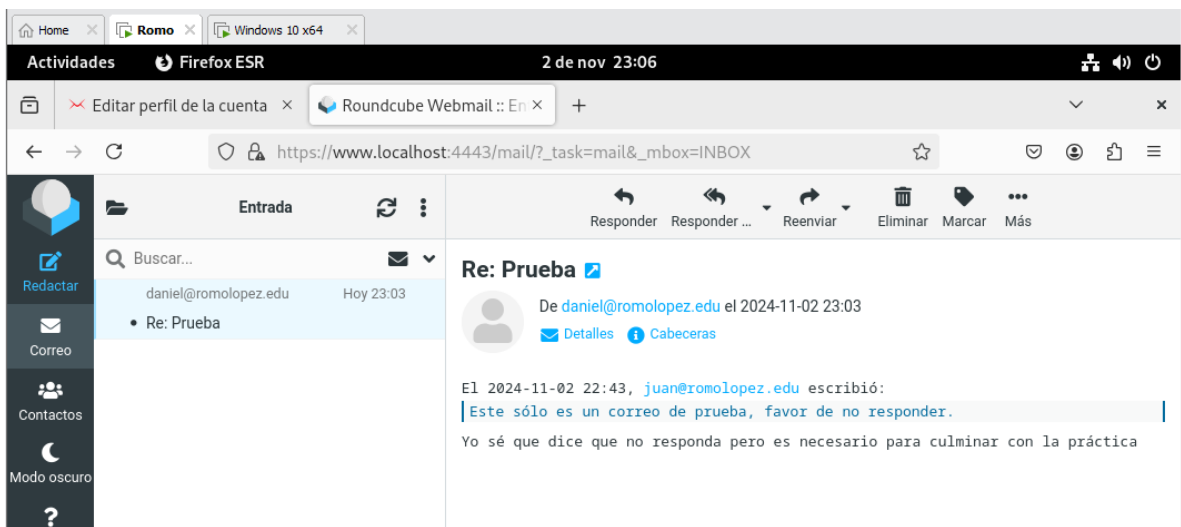 Home
Romo
Windows 10 x64
Actividades
Firefox ESR
2 de nov 23:06
Editar perfil de la cuenta
Roundcube Webmail :: En
https://www.localhost:4443/mail/?_task=mail&_mbox=INBOX
Entrada
Responder
Responder ...
Reenviar
Eliminar
Marcar
Más
Redactar
Correo
Contactos
Modo oscuro
Buscar...
daniel@romolopez.edu
Hoy 23:03
• Re: Prueba
Re: Prueba
De daniel@romolopez.edu el 2024-11-02 23:03
Detalles
Cabeceras
El 2024-11-02 22:43, juan@romolopez.edu escribió:
Este sólo es un correo de prueba, favor de no responder.
Yo sé que dice que no responda pero es necesario para culminar con la práctica